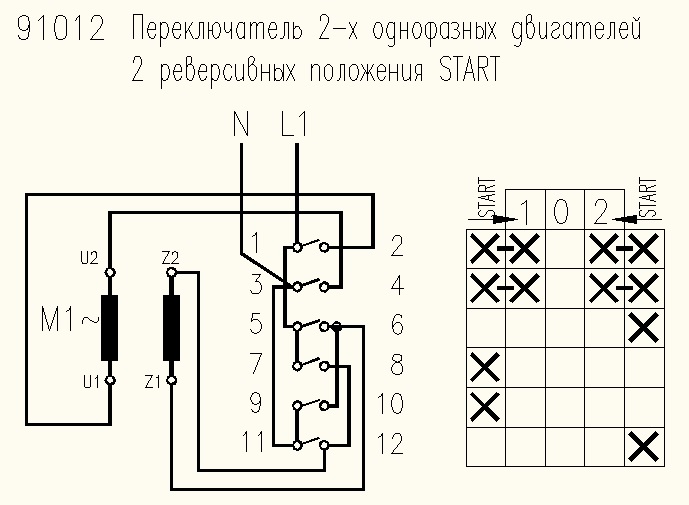 91012 Переключатель 2-х однофазных двигателей
2 реверсивных положения START
N L1
START 1 0 2 START
1 2
U2 Z2
3 4
M1~ 5 6
7 8
U1 Z1
9 10
11 12